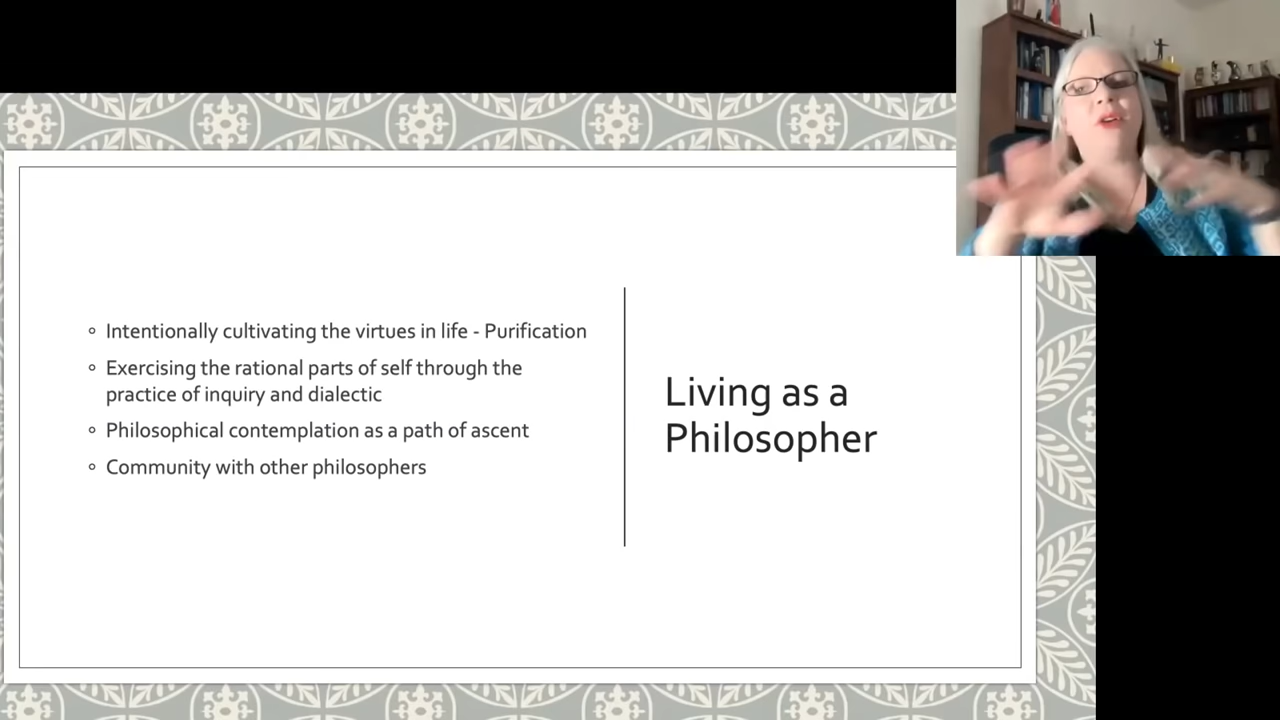 Intentionally cultivating the virtues in life - Purification
Exercising the rational parts of self through the
practice of inquiry and dialectic
Philosophical contemplation as a path of ascent
Community with other philosophers
Living as a
Philosopher